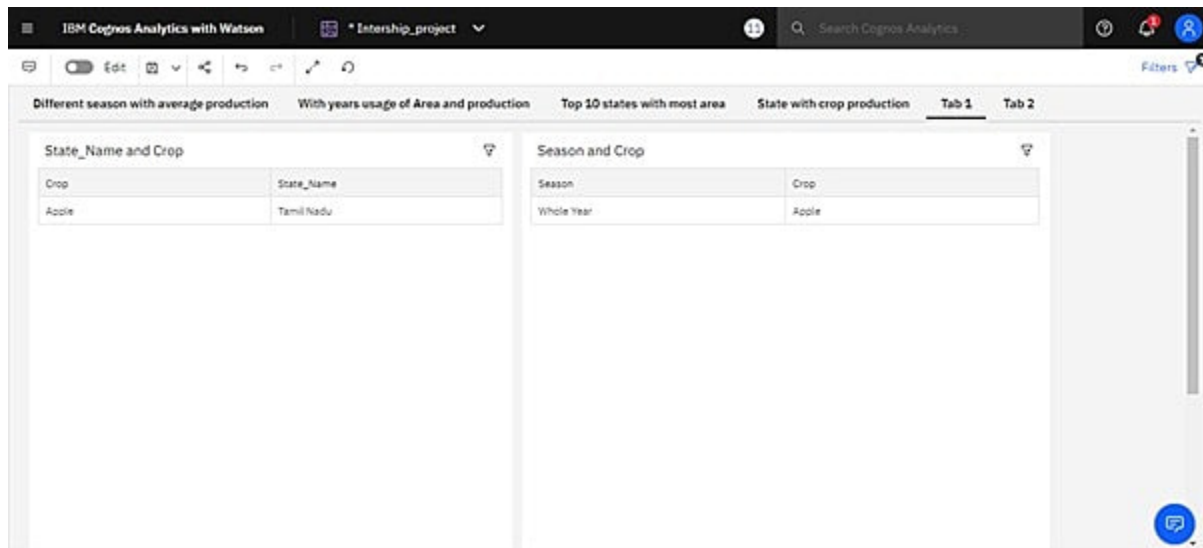 IBM Cognos Analytics with Watson
* Intership_project
11
Search Cognos Analytics
1
Edit
Filters
Different season with average production
With years usage of Area and production
Top 10 states with most area
State with crop production
Tab 1
Tab 2
State_Name and Crop
Crop State_Name
Apple Tamil Nadu
Season and Crop
Season Crop
Whole Year Apple